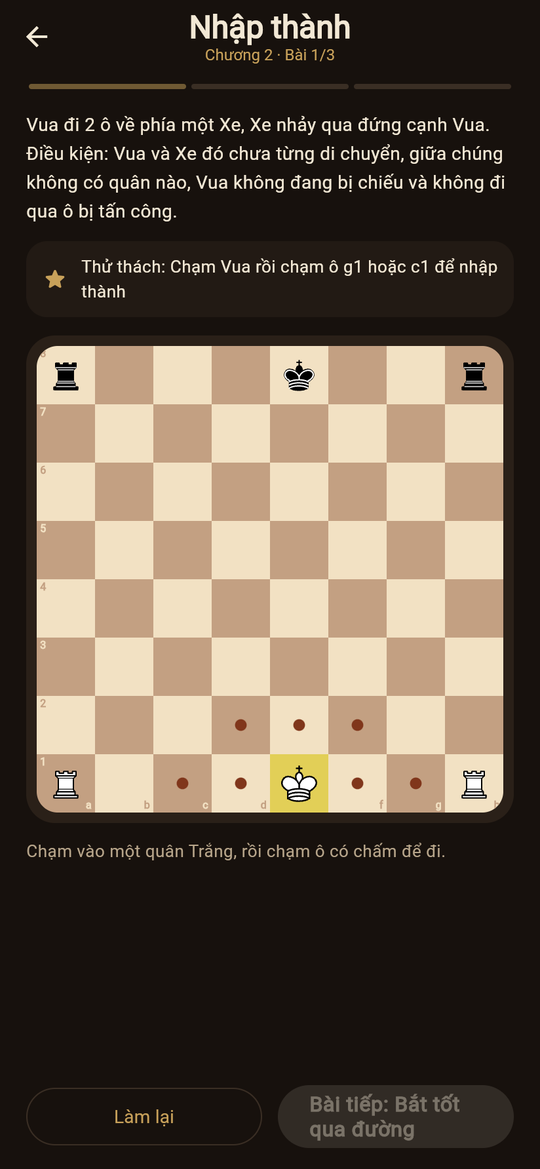 Nhập thành
Chương 2 · Bài 1/3
Vua đi 2 ô về phía một Xe, Xe nhảy qua đứng cạnh Vua.
Điều kiện: Vua và Xe đó chưa từng di chuyển, giữa chúng
không có quân nào, Vua không đang bị chiếu và không đi
qua ô bị tấn công.
Thử thách: Chạm Vua rồi chạm ô g1 hoặc c1 để nhập
thành
8
7
6
5
4
3
2
1
a b c d f g h
Chạm vào một quân Trắng, rồi chạm ô có chấm để đi.
Làm lại
Bài tiếp: Bắt tốt
qua đường